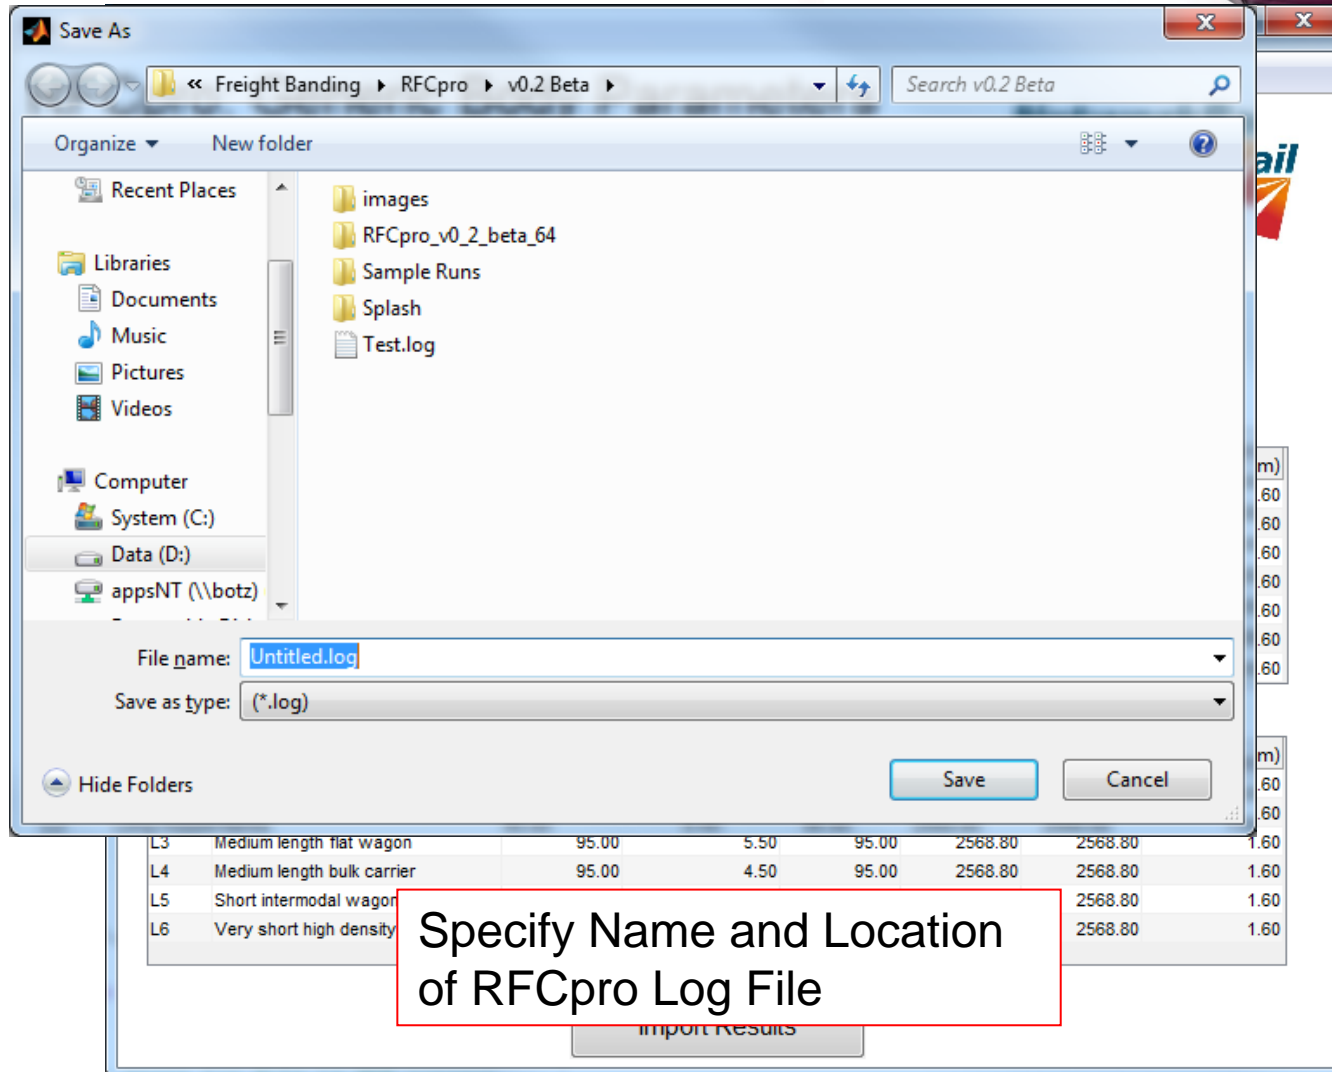 Save As
« Freight Banding ▸ RFCpro ▸ v0.2 Beta ▸
Search v0.2 Beta
Organize
New folder
ail
Recent Places
Libraries
Documents
Music
Pictures
Videos
Computer
System (C:)
Data (D:)
appsNT (\\botz)
images
RFCpro_v0_2_beta_64
Sample Runs
Splash
Test.log
m)
.60
.60
.60
.60
.60
.60
.60
File name: Untitled.log
Save as type: (*.log)
Hide Folders
Save
Cancel
m)
.60
.60
L3 Medium length flat wagon 95.00 5.50 95.00 2568.80 2568.80 1.60
L4 Medium length bulk carrier 95.00 4.50 95.00 2568.80 2568.80 1.60
L5 Short intermodal wagon 2568.80 1.60
L6 Very short high density 2568.80 1.60
Specify Name and Location
of RFCpro Log File
Import Results